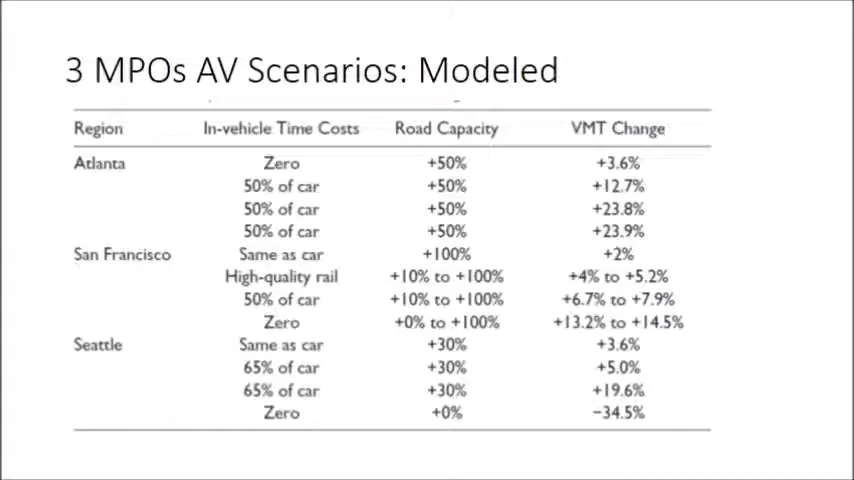 3 MPOs AV Scenarios: Modeled
Region In-vehicle Time Costs Road Capacity VMT Change
Atlanta Zero +50% +3.6%
50% of car +50% +12.7%
50% of car +50% +23.8%
50% of car +50% +23.9%
San Francisco Same as car +100% +2%
High-quality rail +10% to +100% +4% to +5.2%
50% of car +10% to +100% +6.7% to +7.9%
Zero +0% to +100% +13.2% to +14.5%
Seattle Same as car +30% +3.6%
65% of car +30% +5.0%
65% of car +30% +19.6%
Zero +0% −34.5%